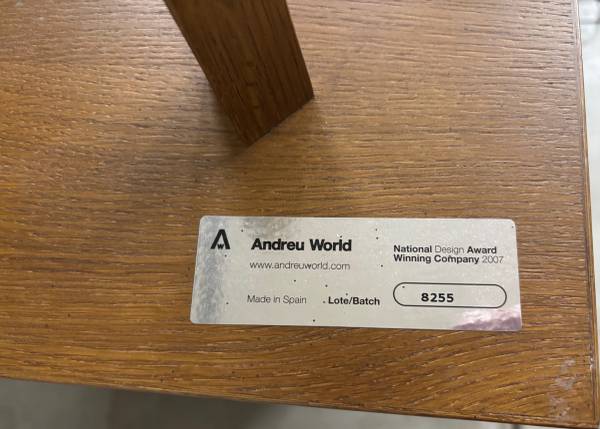 Andreu World
www.andreuworld.com
National Design Award
Winning Company 2007
Made in Spain
Lote/Batch
8255